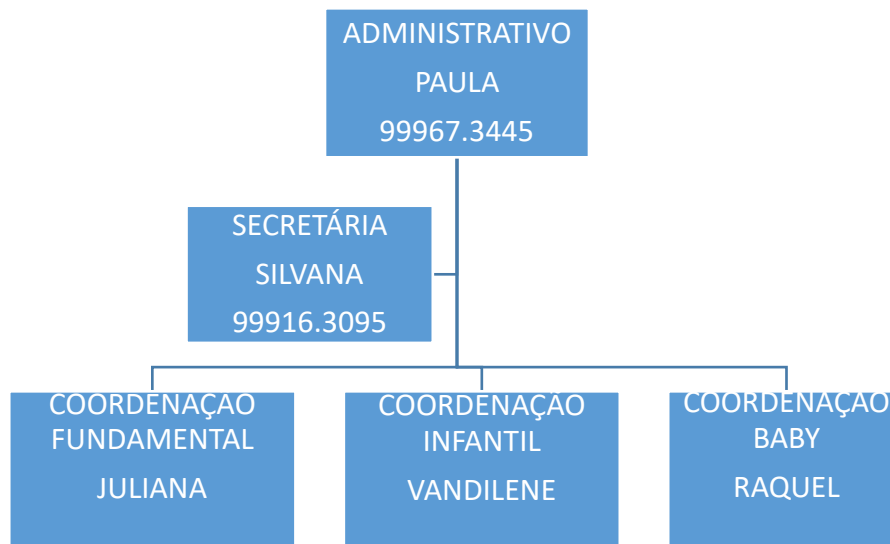 ADMINISTRATIVO
PAULA
99967.3445
SECRETÁRIA
SILVANA
99916.3095
COORDENAÇÃO
FUNDAMENTAL
JULIANA
COORDENAÇÃO
INFANTIL
VANDILENE
COORDENAÇÃO
BABY
RAQUEL